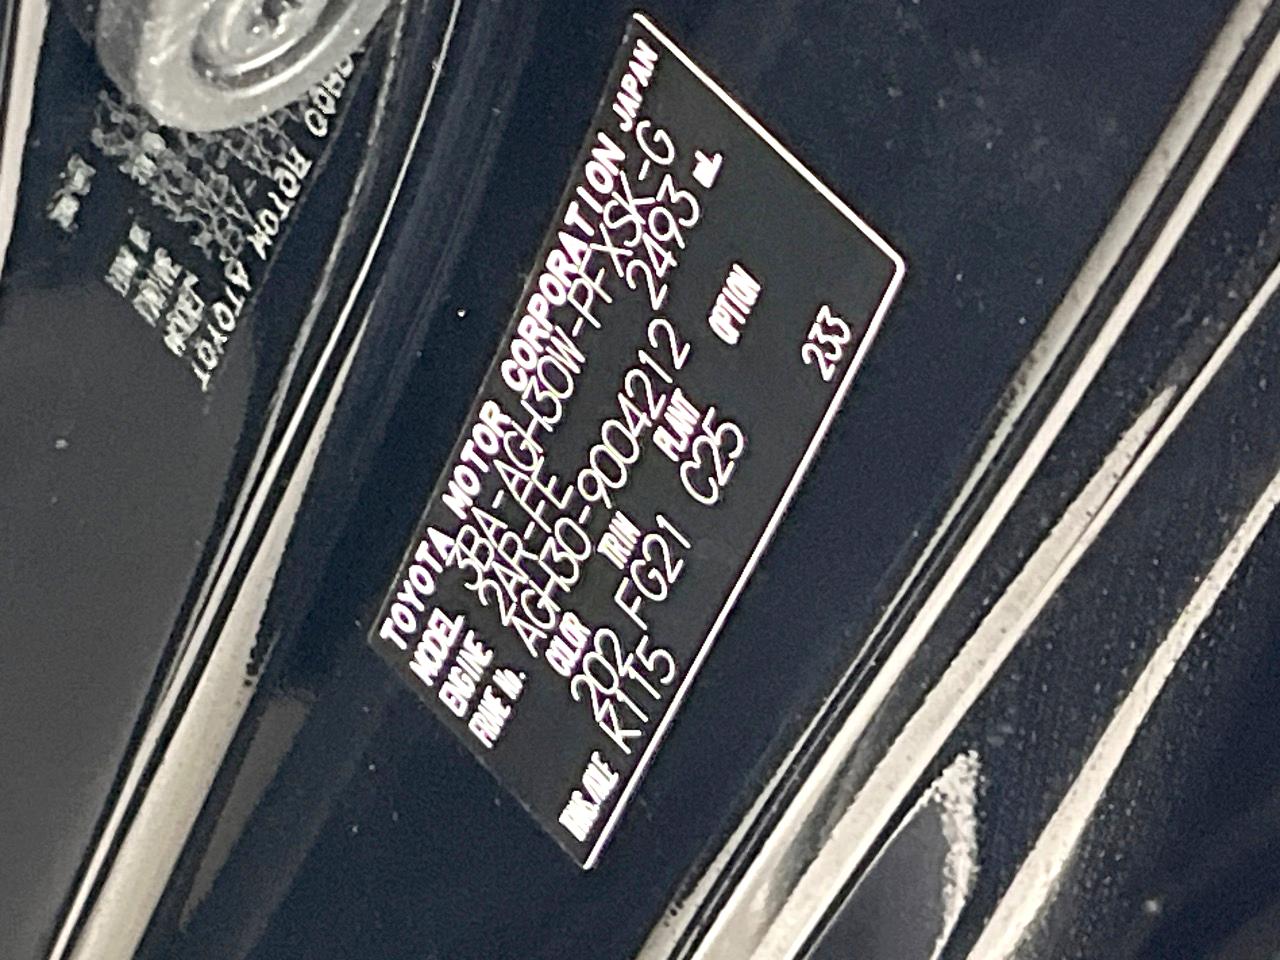 TOYOTA MOTOR CORPORATION JAPAN
MODEL 3BA-AGH30W-PFXSK-G
ENGINE 2AR-FE 2493 mL
FRAME No. AGH30-9004212
COLOR TRIM PLANT OPTION
202 FG21 C25
TRNS/AXLE K115 233